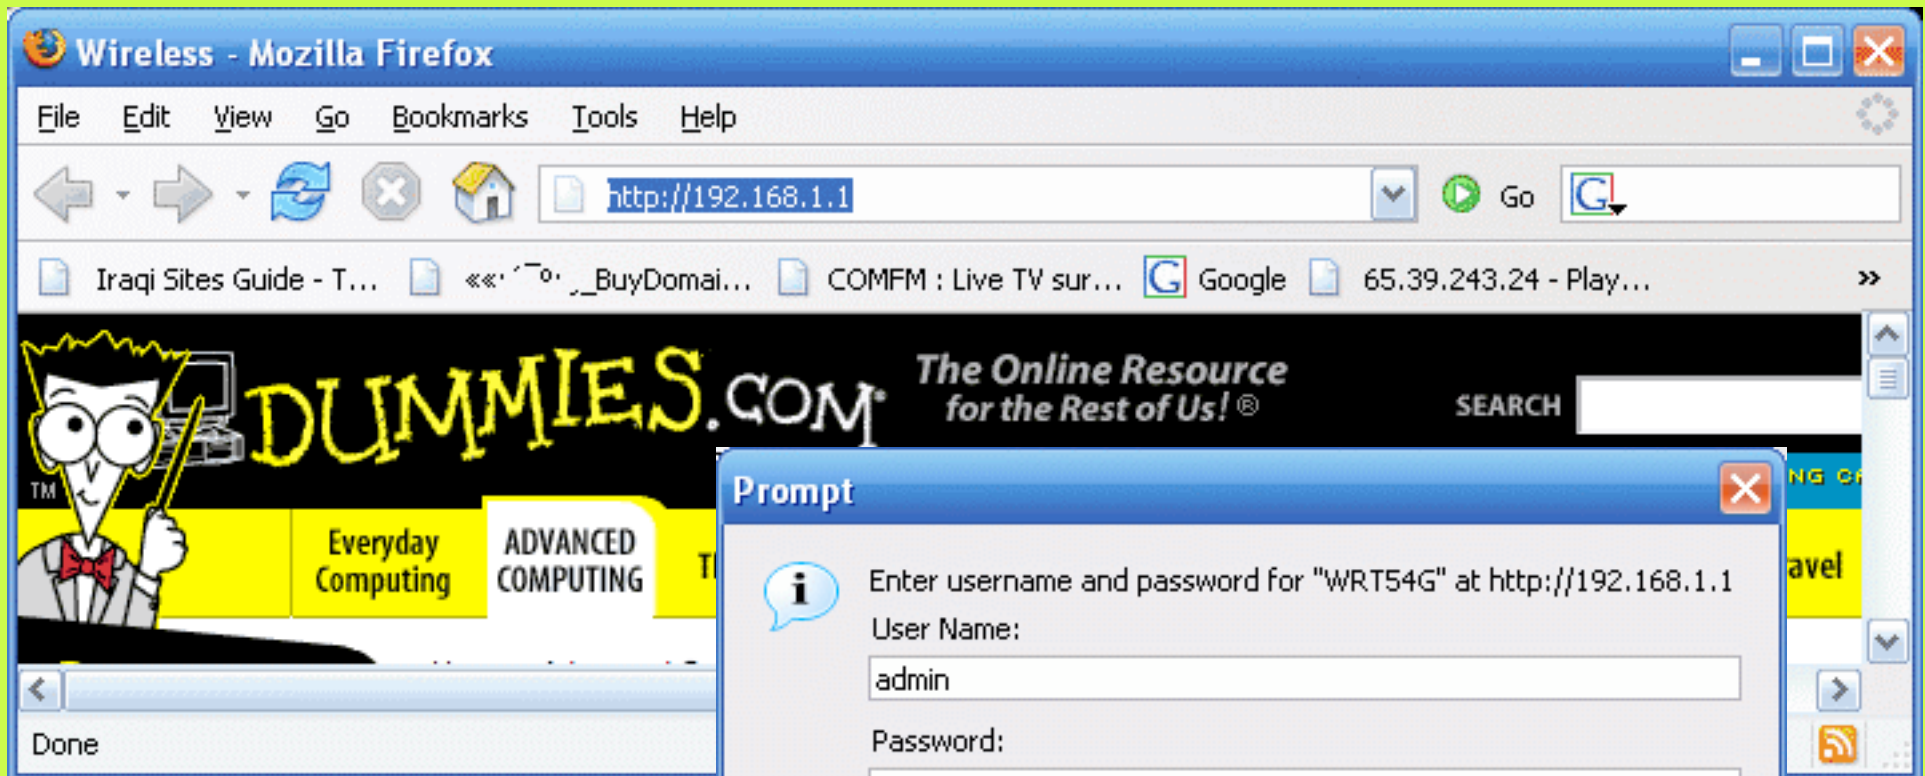 Wireless - Mozilla Firefox
File Edit View Go Bookmarks Tools Help
http://192.168.1.1 Go G
Iraqi Sites Guide - T... ««·´¯º· ¸_BuyDomai... COMFM : Live TV sur... G Google 65.39.243.24 - Play... »
DUMMIES.COM® The Online Resource
for the Rest of Us! ®
SEARCH
TM
Everyday
Computing
ADVANCED
COMPUTING
Prompt
Enter username and password for "WRT54G" at http://192.168.1.1
User Name:
admin
Password:
Done